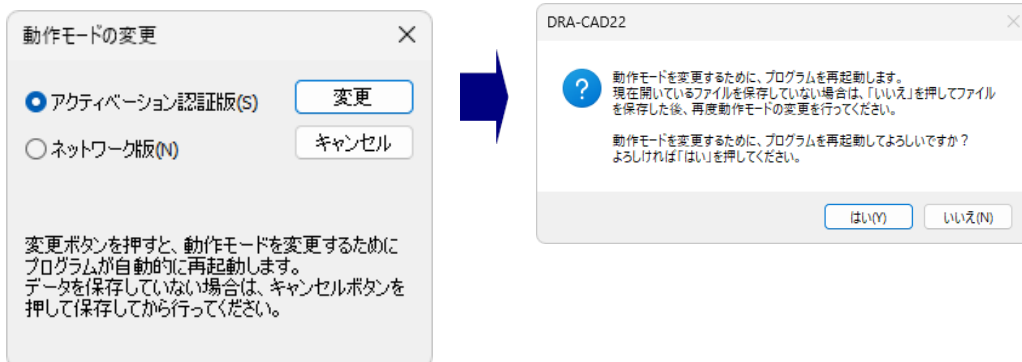 動作モードの変更
アクティベーション認証版(S)
変更
ネットワーク版(N)
キャンセル
変更ボタンを押すと、動作モードを変更するために
プログラムが自動的に再起動します。
データを保存していない場合は、キャンセルボタンを
押して保存してから行ってください。
DRA-CAD22
動作モードを変更するために、プログラムを再起動します。
現在開いているファイルを保存していない場合は、「いいえ」を押してファイル
を保存した後、再度動作モードの変更を行ってください。
動作モードを変更するために、プログラムを再起動してよろしいですか?
よろしければ「はい」を押してください。
はい(Y)
いいえ(N)